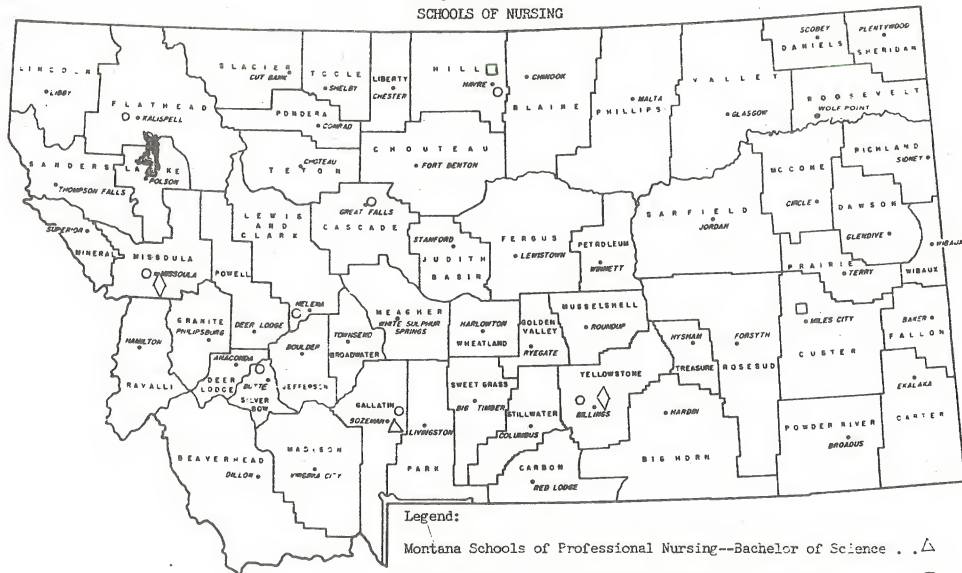 SCHOOLS OF NURSING
SCOBEY
DANIELS
PLENTYWOOD
SHERIDAN
LINCOLN
LIBBY
GLACIER
CUT BANK
TOOLE
SHELBY
LIBERTY
CHESTER
HILL
HAVRE
CHINOOK
BLAINE
MALTA
PHILLIPS
VALLEY
GLASGOW
ROOSEVELT
WOLF POINT
FLATHEAD
KALISPELL
PONDERA
CONRAD
CHOUTEAU
FORT BENTON
RICHLAND
SIDNEY
SANDERS
THOMPSON FALLS
LAKE
POLSON
CHOTEAU
TETON
MC CONE
CIRCLE
DAWSON
GLENDIVE
LEWIS
AND
CLARK
GREAT FALLS
CASCADE
STANFORD
JUDITH
BASIN
FERGUS
LEWISTOWN
PETROLEUM
WINNETT
GARFIELD
JORDAN
WIBAUX
WIBAUX
PRAIRIE
TERRY
SUPERIOR
MINERAL
MISSOULA
MISSOULA
POWELL
HELENA
MEAGHER
WHITE SULPHUR
SPRINGS
HARLOWTON
WHEATLAND
GOLDEN
VALLEY
RYEGATE
MUSSELSHELL
ROUNDUP
HYSHAM
TREASURE
FORSYTH
ROSEBUD
MILES CITY
CUSTER
BAKER
FALLON
GRANITE
PHILIPSBURG
DEER LODGE
TOWNSEND
BROADWATER
HAMILTON
RAVALLI
ANACONDA
DEER
LODGE
BUTTE
SILVER
BOW
BOULDER
JEFFERSON
GALLATIN
BOZEMAN
LIVINGSTON
PARK
SWEET GRASS
BIG TIMBER
STILLWATER
COLUMBUS
YELLOWSTONE
BILLINGS
HARDIN
BIG HORN
POWDER RIVER
BROADUS
EKALAKA
CARTER
BEAVERHEAD
DILLON
MADISON
VIRGINIA CITY
CARBON
RED LODGE
Legend:
Montana Schools of Professional Nursing--Bachelor of Science . .